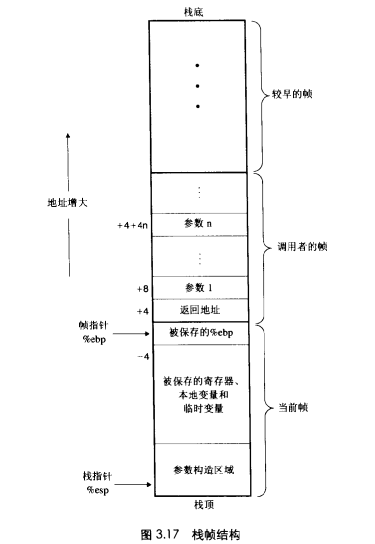 栈底
较早的帧
地址增大
+4+4n
参数 n
调用者的帧
+8
参数 1
+4
返回地址
帧指针
%ebp
被保存的%ebp
-4
被保存的寄存器、
本地变量和
临时变量
当前帧
栈指针
%esp
参数构造区域
栈顶
图 3.17 栈帧结构